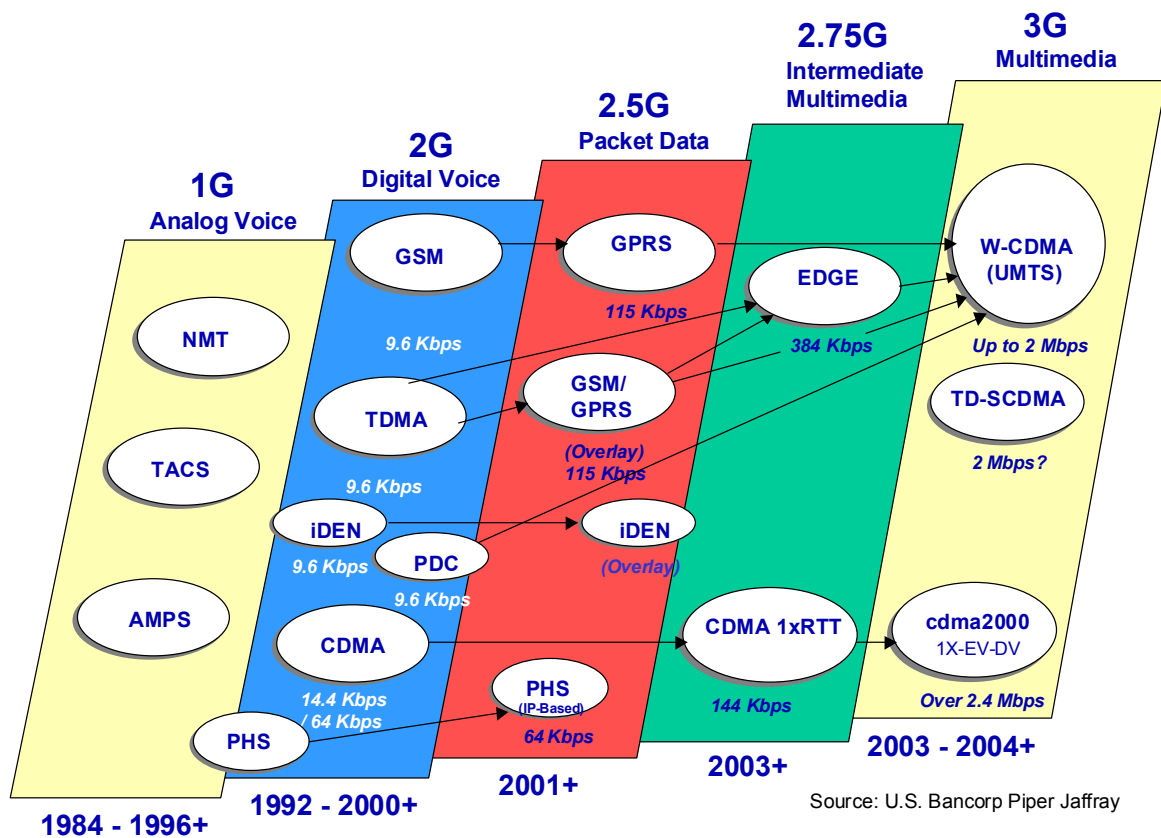 1G
Analog Voice
NMT
TACS
AMPS
1984 - 1996+
2G
Digital Voice
GSM
9.6 Kbps
TDMA
9.6 Kbps
iDEN
9.6 Kbps
PDC
9.6 Kbps
CDMA
14.4 Kbps
/ 64 Kbps
PHS
1992 - 2000+
2.5G
Packet Data
GPRS
115 Kbps
GSM/
GPRS
(Overlay)
115 Kbps
iDEN
(Overlay)
PHS
(IP-Based)
64 Kbps
2001+
2.75G
Intermediate
Multimedia
EDGE
384 Kbps
CDMA 1xRTT
144 Kbps
2003+
3G
Multimedia
W-CDMA
(UMTS)
Up to 2 Mbps
TD-SCDMA
2 Mbps?
cdma2000
1X-EV-DV
Over 2.4 Mbps
2003 - 2004+
Source: U.S. Bancorp Piper Jaffray